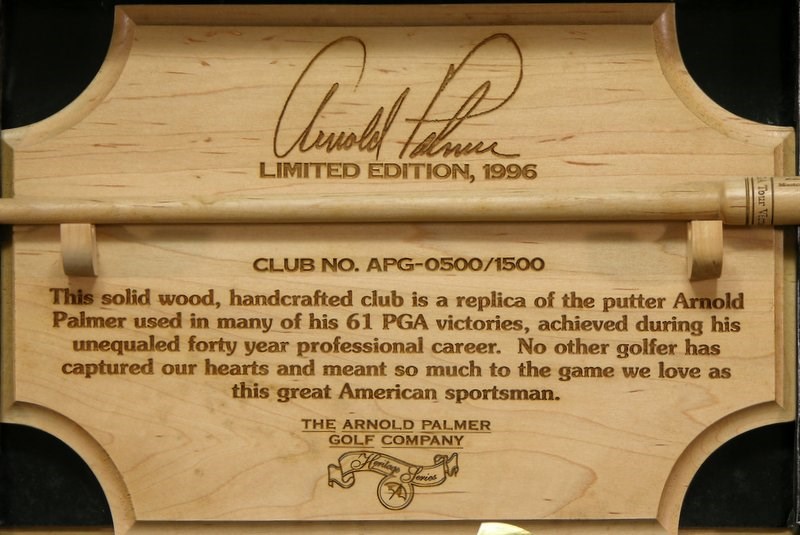 Arnold Palmer
LIMITED EDITION, 1996
Tour Vi
CLUB NO. APG-0500/1500
This solid wood, handcrafted club is a replica of the putter Arnold
Palmer used in many of his 61 PGA victories, achieved during his
unequaled forty year professional career. No other golfer has
captured our hearts and meant so much to the game we love as
this great American sportsman.
THE ARNOLD PALMER
GOLF COMPANY
Heritage Series